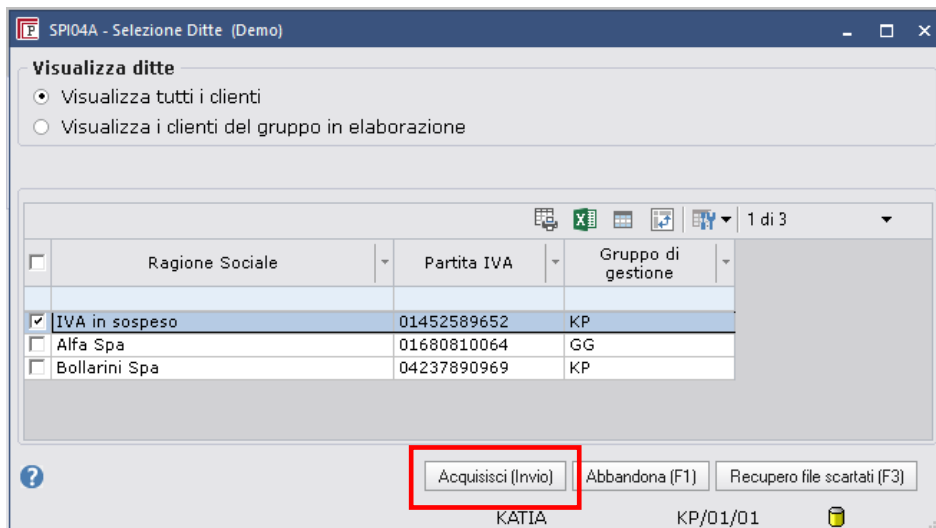 SPI04A - Selezione Ditte (Demo)
Visualizza ditte
Visualizza tutti i clienti
Visualizza i clienti del gruppo in elaborazione
1 di 3
Ragione Sociale Partita IVA Gruppo di gestione
IVA in sospeso 01452589652 KP
Alfa Spa 01680810064 GG
Bollarini Spa 04237890969 KP
Acquisisci (Invio) Abbandona (F1) Recupero file scartati (F3)
KATIA KP/01/01